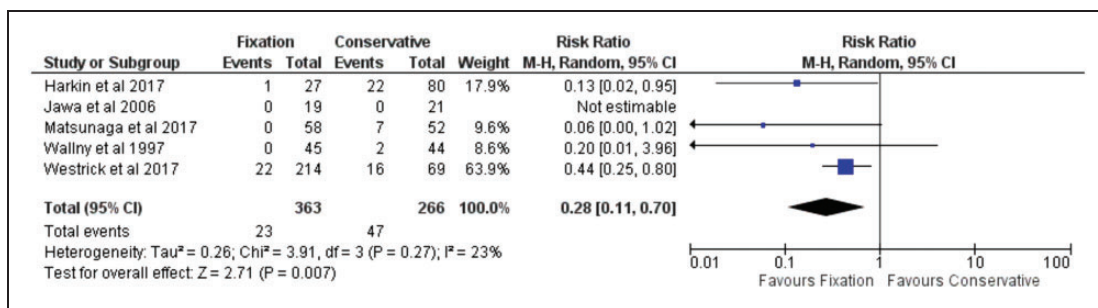 Fixation Conservative Risk Ratio Risk Ratio
Study or Subgroup Events Total Events Total Weight M-H, Random, 95% CI M-H, Random, 95% CI
Harkin et al 2017 1 27 22 80 17.9% 0.13 [0.02, 0.95]
Jawa et al 2006 0 19 0 21 Not estimable
Matsunaga et al 2017 0 58 7 52 9.6% 0.06 [0.00, 1.02]
Wallny et al 1997 0 45 2 44 8.6% 0.20 [0.01, 3.96]
Westrick et al 2017 22 214 16 69 63.9% 0.44 [0.25, 0.80]
Total (95% CI) 363 266 100.0% 0.28 [0.11, 0.70]
Total events 23 47
Heterogeneity: Tau² = 0.26; Chi² = 3.91, df = 3 (P = 0.27); I² = 23%
Test for overall effect: Z = 2.71 (P = 0.007)
0.01 0.1 1 10 100
Favours Fixation Favours Conservative